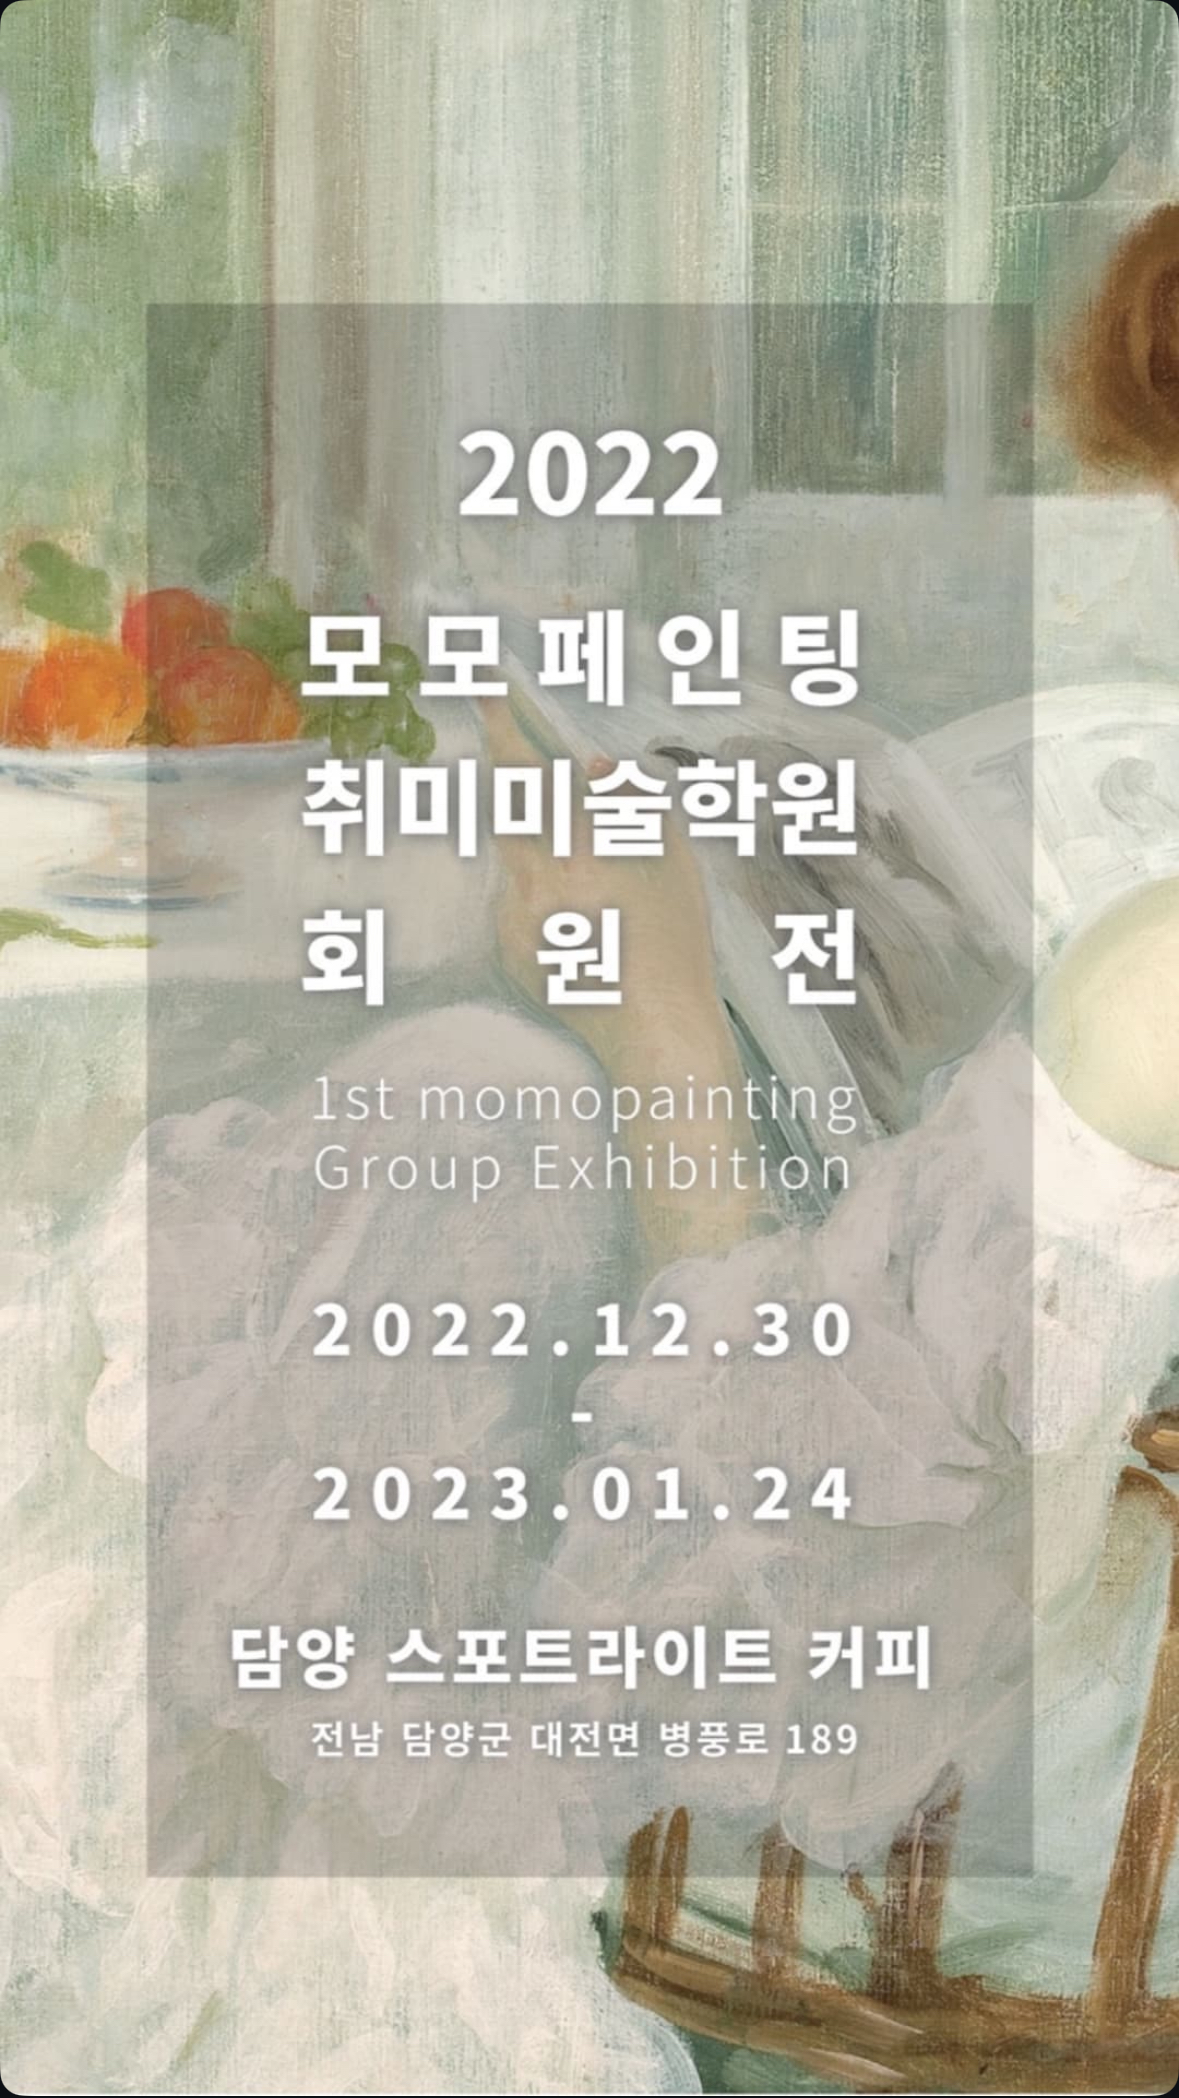 2022
모모페인팅
취미미술학원
회 원 전
1st momopainting
Group Exhibition
2022.12.30
-
2023.01.24
담양 스포트라이트 커피
전남 담양군 대전면 병풍로 189